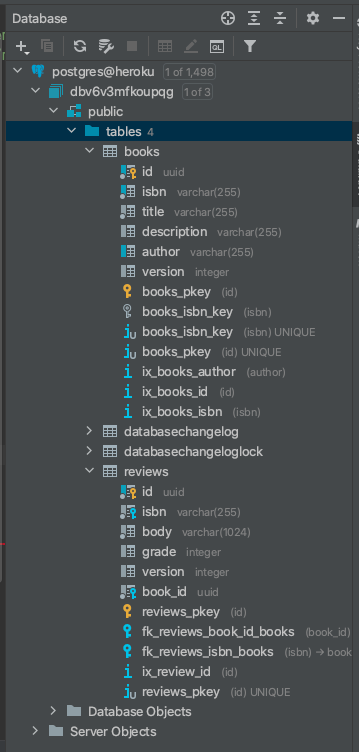 Database
QL
postgres@heroku 1 of 1,498
dbv6v3mfkoupqg 1 of 3
public
tables 4
books
id uuid
isbn varchar(255)
title varchar(255)
description varchar(255)
author varchar(255)
version integer
books_pkey (id)
books_isbn_key (isbn)
books_isbn_key (isbn) UNIQUE
books_pkey (id) UNIQUE
ix_books_author (author)
ix_books_id (id)
ix_books_isbn (isbn)
databasechangelog
databasechangeloglock
reviews
id uuid
isbn varchar(255)
body varchar(1024)
grade integer
version integer
book_id uuid
reviews_pkey (id)
fk_reviews_book_id_books (book_id)
fk_reviews_isbn_books (isbn) → book
ix_review_id (id)
reviews_pkey (id) UNIQUE
Database Objects
Server Objects